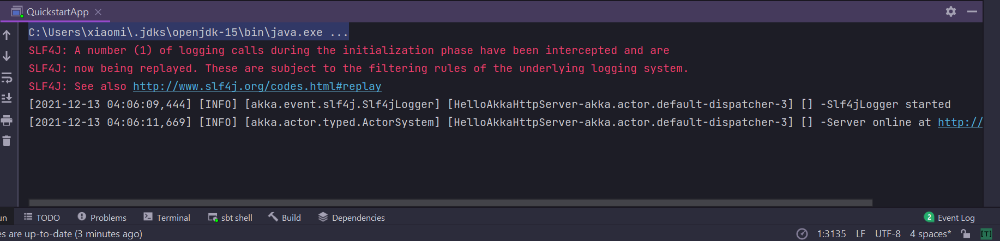 QuickstartApp
C:\Users\xiaomi\.jdks\openjdk-15\bin\java.exe ...
SLF4J: A number (1) of logging calls during the initialization phase have been intercepted and are
SLF4J: now being replayed. These are subject to the filtering rules of the underlying logging system.
SLF4J: See also http://www.slf4j.org/codes.html#replay
[2021-12-13 04:06:09,444] [INFO] [akka.event.slf4j.Slf4jLogger] [HelloAkkaHttpServer-akka.actor.default-dispatcher-3] [] -Slf4jLogger started
[2021-12-13 04:06:11,669] [INFO] [akka.actor.typed.ActorSystem] [HelloAkkaHttpServer-akka.actor.default-dispatcher-3] [] -Server online at http://
un TODO Problems Terminal sbt shell Build Dependencies 2 Event Log
es are up-to-date (3 minutes ago) 1:3135 LF UTF-8 4 spaces* [T]